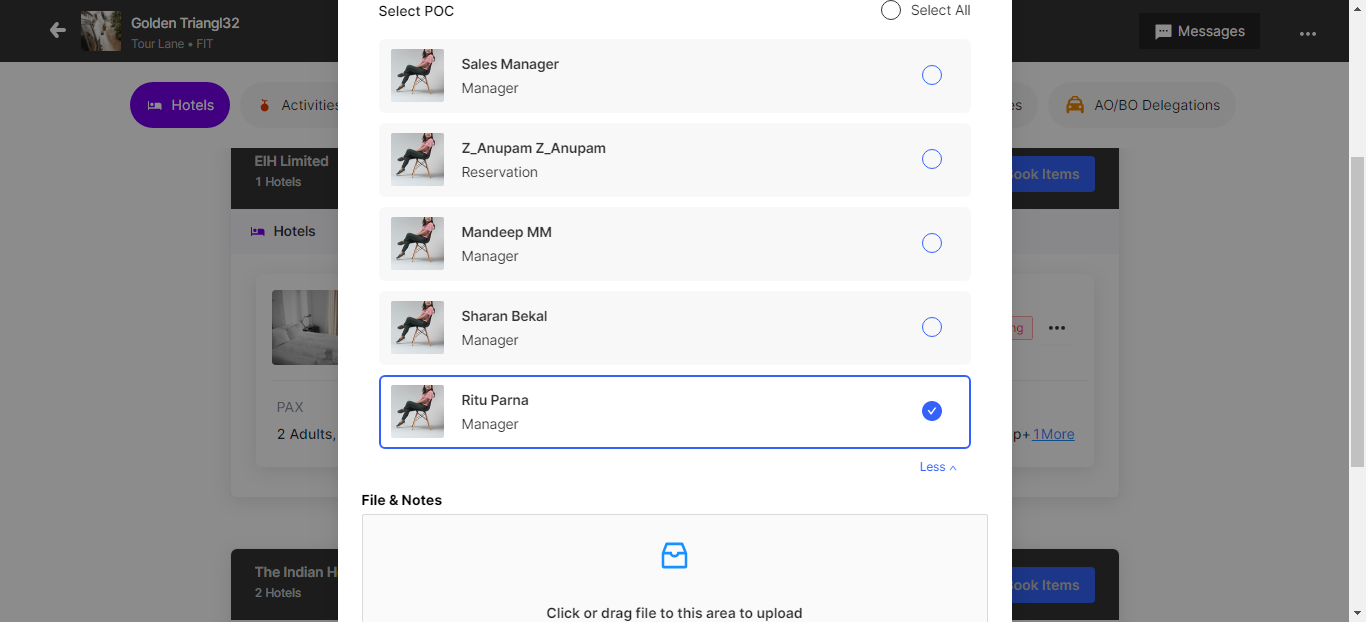 Golden Triangl32
Tour Lane • FIT
Messages
Hotels
Activities
AO/BO Delegations
EIH Limited
1 Hotels
Book Items
Hotels
PAX
2 Adults,
p+ 1More
Select POC
Select All
Sales Manager
Manager
Z_Anupam Z_Anupam
Reservation
Mandeep MM
Manager
Sharan Bekal
Manager
Ritu Parna
Manager
Less
File & Notes
Click or drag file to this area to upload
The Indian H
2 Hotels
Book Items